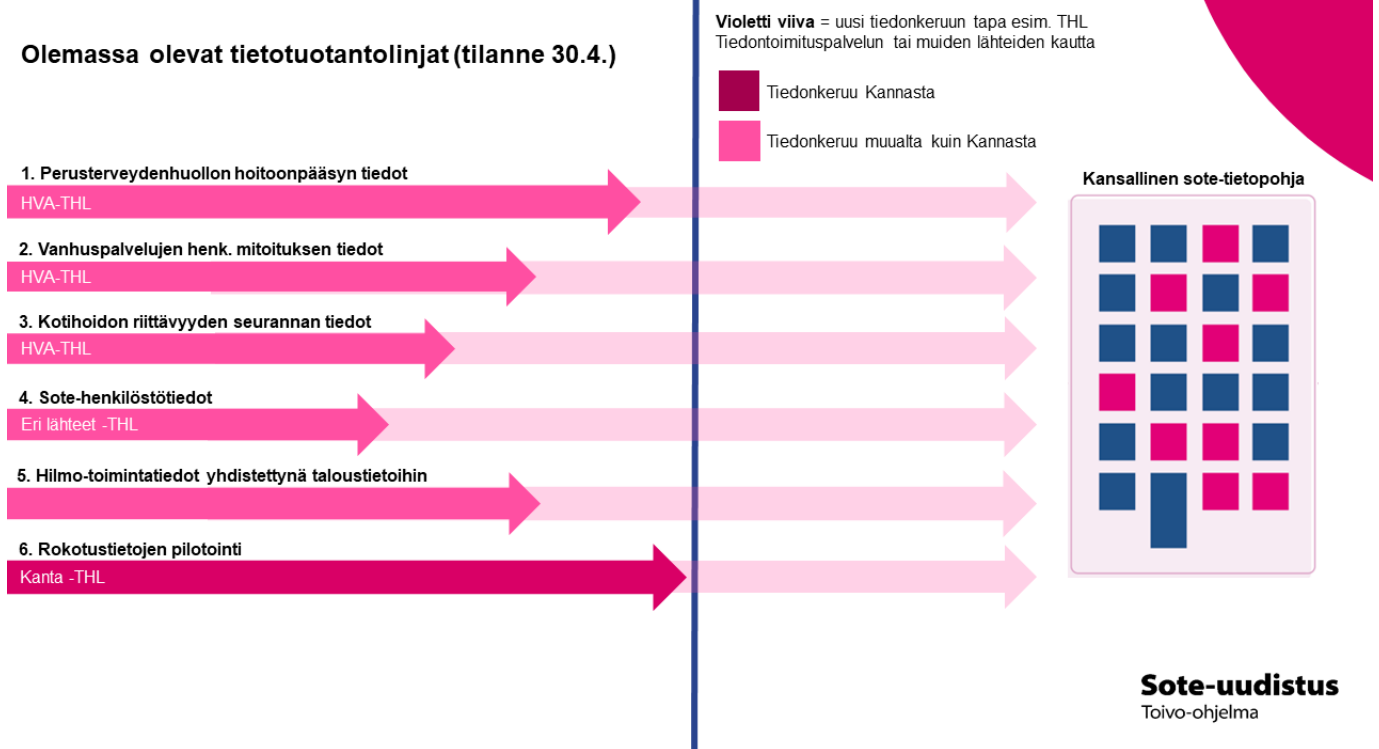 Olemassa olevat tietotuotantolinjat (tilanne 30.4.)
Violetti viiva = uusi tiedonkeruun tapa esim. THL
Tiedontoimituspalvelun tai muiden lähteiden kautta
Tiedonkeruu Kannasta
Tiedonkeruu muualta kuin Kannasta
1. Perusterveydenhuollon hoitoonpääsyn tiedot
HVA-THL
2. Vanhuspalvelujen henk. mitoituksen tiedot
HVA-THL
3. Kotihoidon riittävyyden seurannan tiedot
HVA-THL
4. Sote-henkilöstötiedot
Eri lähteet -THL
5. Hilmo-toimintatiedot yhdistettynä taloustietoihin
6. Rokotustietojen pilotointi
Kanta -THL
Kansallinen sote-tietopohja
Sote-uudistus
Toivo-ohjelma